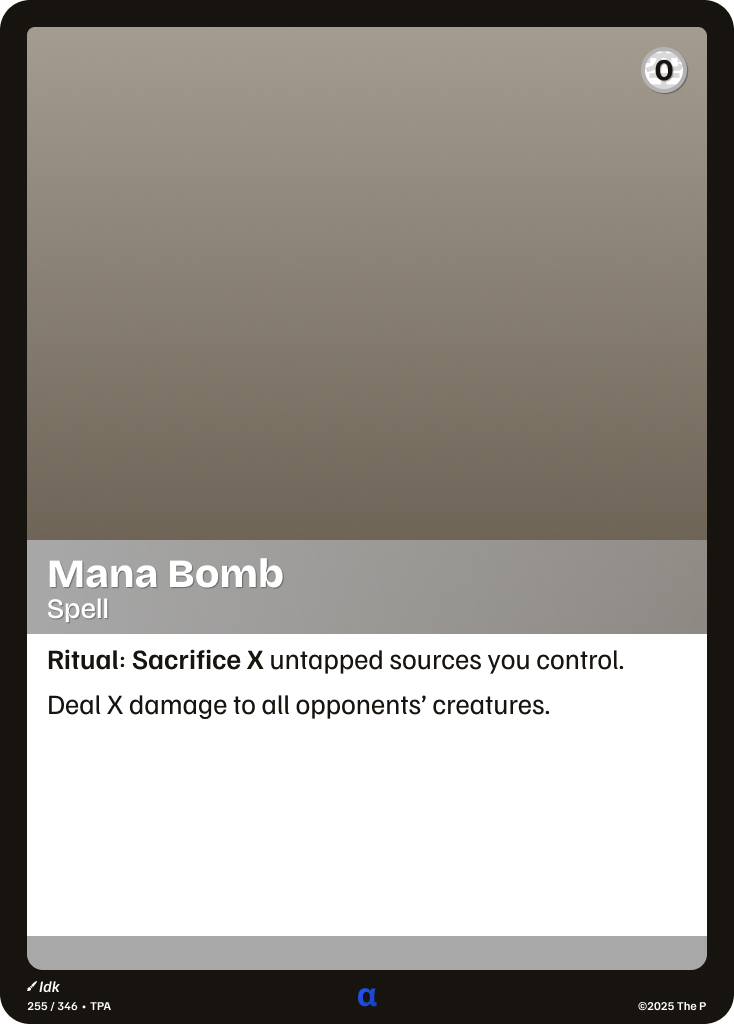 0
Mana Bomb
Spell
Ritual: Sacrifice X untapped sources you control.
Deal X damage to all opponents’ creatures.
Idk
255 / 346 • TPA
α
©2025 The P